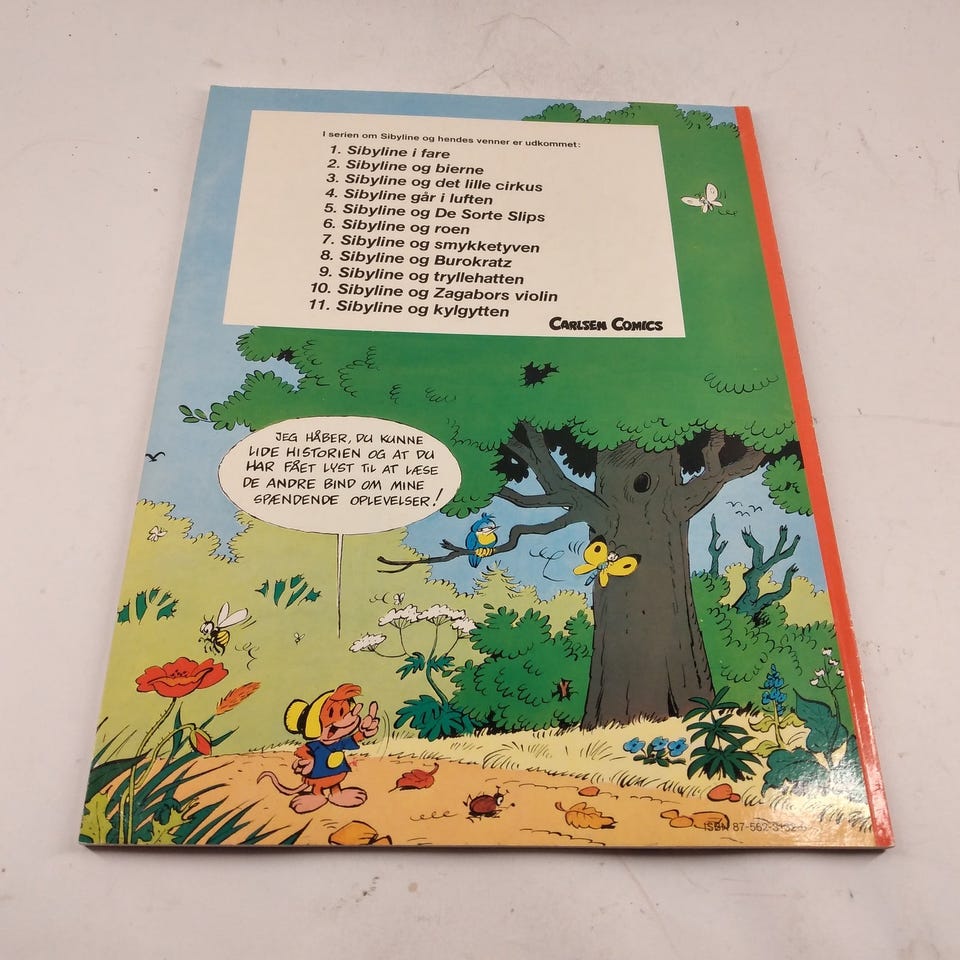 I serien om Sibyline og hendes venner er udkommet:
1. Sibyline i fare
2. Sibyline og bierne
3. Sibyline og det lille cirkus
4. Sibyline går i luften
5. Sibyline og De Sorte Slips
6. Sibyline og roen
7. Sibyline og smykketyven
8. Sibyline og Burokratz
9. Sibyline og tryllehatten
10. Sibyline og Zagabors violin
11. Sibyline og kylgytten
CARLSEN COMICS
JEG HÅBER, DU KUNNE
LIDE HISTORIEN OG AT DU
HAR FÅET LYST TIL AT LÆSE
DE ANDRE BIND OM MINE
SPÆNDENDE OPLEVELSER!
ISBN